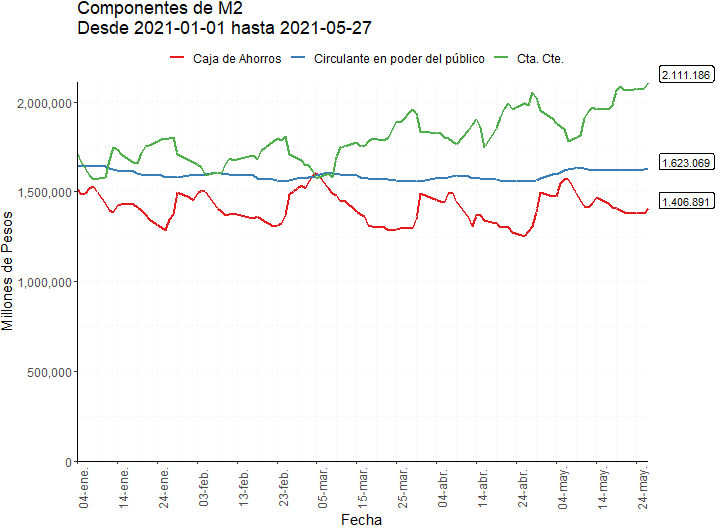 Componentes de M2
Desde 2021-01-01 hasta 2021-05-27
Caja de Ahorros Circulante en poder del público Cta. Cte.
2.111.186
2,000,000
1.623.069
1,500,000
1.406.891
1,000,000
500,000
0
Millones de Pesos
04-ene. 14-ene. 24-ene. 03-feb. 13-feb. 23-feb. 05-mar. 15-mar. 25-mar. 04-abr. 14-abr. 24-abr. 04-may. 14-may. 24-may.
Fecha